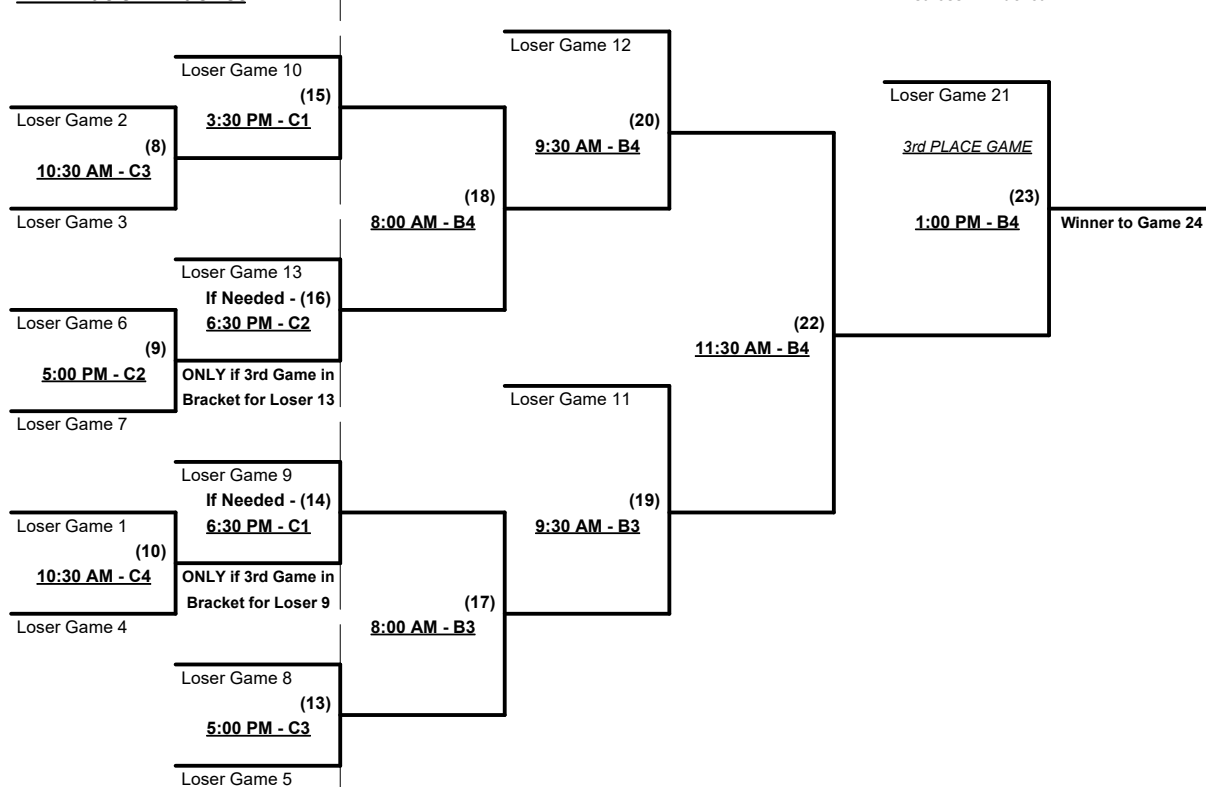 Loser Game 12
Loser Game 10
(15)
3:30 PM - C1
Loser Game 2
(8)
10:30 AM - C3
Loser Game 3
(20)
9:30 AM - B4
Loser Game 21
3rd PLACE GAME
(23)
1:00 PM - B4
Winner to Game 24
(18)
8:00 AM - B4
Loser Game 13
If Needed - (16)
6:30 PM - C2
Loser Game 6
(9)
5:00 PM - C2
ONLY if 3rd Game in
Bracket for Loser 13
Loser Game 7
(22)
11:30 AM - B4
Loser Game 11
Loser Game 9
If Needed - (14)
6:30 PM - C1
Loser Game 1
(10)
10:30 AM - C4
ONLY if 3rd Game in
Bracket for Loser 9
Loser Game 4
(19)
9:30 AM - B3
(17)
8:00 AM - B3
Loser Game 8
(13)
5:00 PM - C3
Loser Game 5